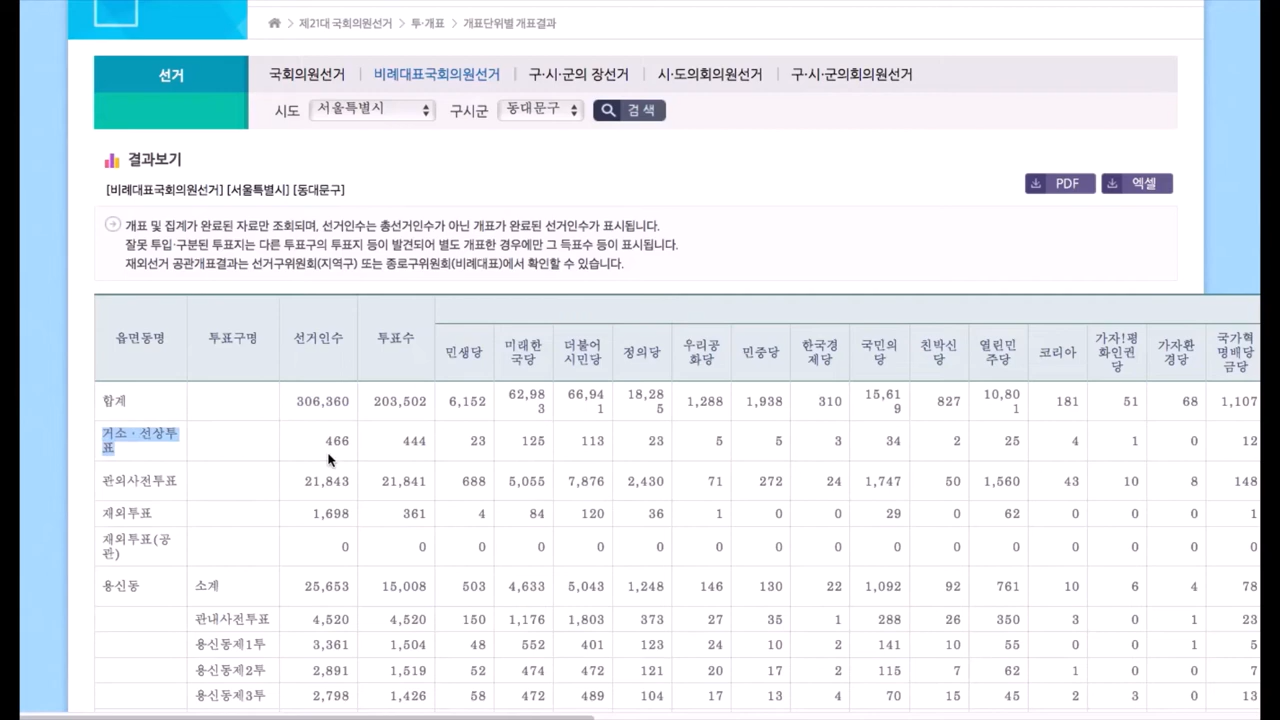 제21대 국회의원선거 > 투·개표 > 개표단위별 개표결과
선거 국회의원선거 | 비례대표국회의원선거 | 구·시·군의 장선거 | 시·도의회의원선거 | 구·시·군의회의원선거
시도 서울특별시 구시군 동대문구 검색
결과보기
[비례대표국회의원선거] [서울특별시] [동대문구] PDF 엑셀
개표 및 집계가 완료된 자료만 조회되며, 선거인수는 총선거인수가 아닌 개표가 완료된 선거인수가 표시됩니다.
잘못 투입·구분된 투표지는 다른 투표구의 투표지 등이 발견되어 별도 개표한 경우에만 그 득표수 등이 표시됩니다.
재외선거 공관개표결과는 선거구위원회(지역구) 또는 종로구위원회(비례대표)에서 확인할 수 있습니다.
읍면동명 투표구명 선거인수 투표수 민생당 미래한국당 더불어시민당 정의당 우리공화당 민중당 한국경제당 국민의당 친박신당 열린민주당 코리아 가자!평화인권당 가자환경당 국가혁명배당금당
합계 306,360 203,502 6,152 62,983 66,941 18,285 1,288 1,938 310 15,619 827 10,801 181 51 68 1,107
거소·선상투표 466 444 23 125 113 23 5 5 3 34 2 25 4 1 0 12
관외사전투표 21,843 21,841 688 5,055 7,876 2,430 71 272 24 1,747 50 1,560 43 10 8 148
재외투표 1,698 361 4 84 120 36 1 0 0 29 0 62 0 0 0 1
재외투표(공관) 0 0 0 0 0 0 0 0 0 0 0 0 0 0 0 0
용신동 소계 25,653 15,008 503 4,633 5,043 1,248 146 130 22 1,092 92 761 10 6 4 78
관내사전투표 4,520 4,520 150 1,176 1,803 373 27 35 1 288 26 350 3 0 1 23
용신동제1투 3,361 1,504 48 552 401 123 24 10 2 141 10 55 0 0 1 5
용신동제2투 2,891 1,519 52 474 472 121 20 17 2 115 7 62 1 0 0 7
용신동제3투 2,798 1,426 58 472 489 104 17 13 4 70 15 45 2 3 0 13